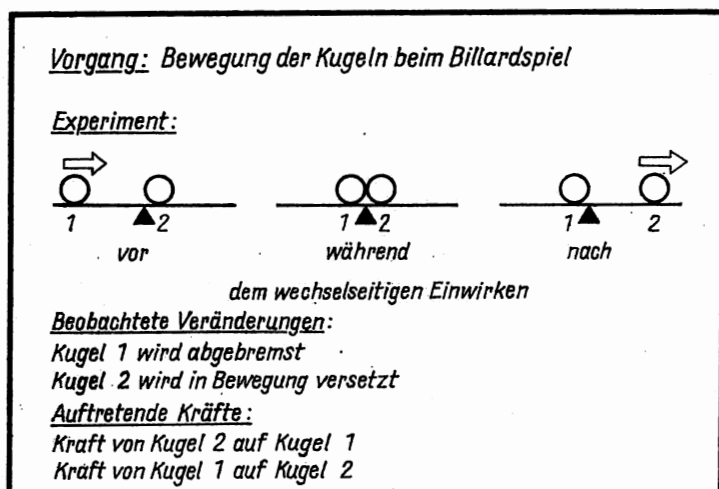 Vorgang: Bewegung der Kugeln beim Billardspiel
Experiment:
1 2 1 2 1 2
vor während nach
dem wechselseitigen Einwirken
Beobachtete Veränderungen:
Kugel 1 wird abgebremst
Kugel 2 wird in Bewegung versetzt
Auftretende Kräfte:
Kraft von Kugel 2 auf Kugel 1
Kraft von Kugel 1 auf Kugel 2